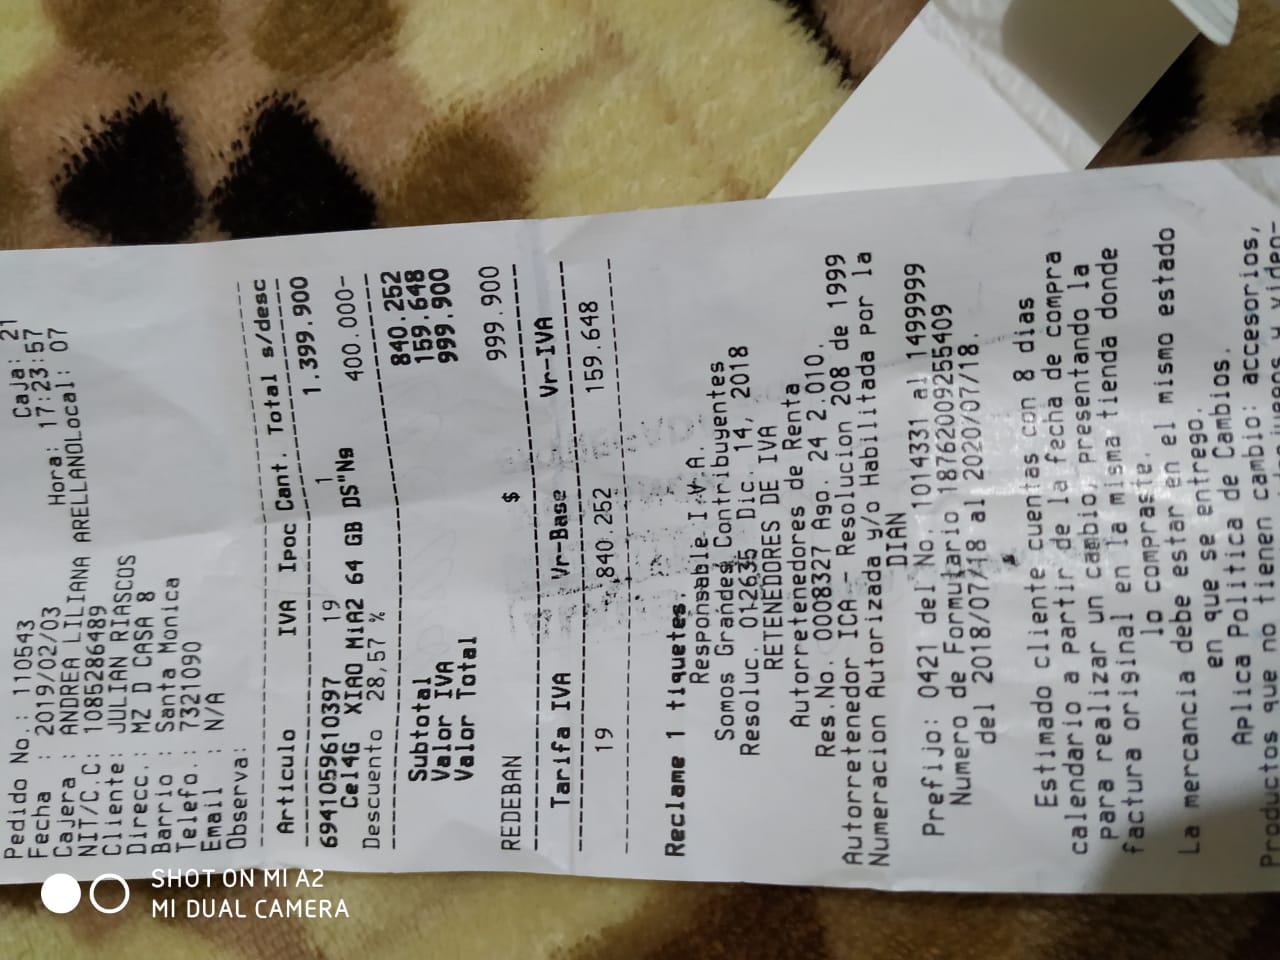 Caja: 21
Pedido No.: 110543 Hora: 17:23:57
Fecha : 2019/02/03 Local: 07
Cajera : ANDREA LILIANA ARELLANO
NIT/C.C: 1085286489
Cliente: JULIAN RIASCOS
Direcc.: MZ D CASA 8
Barrio : Santa Monica
Telefo.: 7321090
Email : N/A
Observa:
Articulo IVA Ipoc Cant. Total s/desc
6941059610397 19 1 1.399.900
Cel4G XIAO MiA2 64 GB DS"Ng
Descuento 28,57 % 400.000-
Subtotal 840.252
Valor IVA 159.648
Valor Total 999.900
REDEBAN $ 999.900
Tarifa IVA Vr-Base Vr-IVA
19 840.252 159.648
Reclame 1 tiquetes.
Responsable I.V.A.
Somos Grandes Contribuyentes
Resoluc. 012635 Dic. 14, 2018
RETENEDORES DE IVA
Autorretenedores de Renta
Res.No. 0008327 Ago. 24 2.010.
Autorretenedor ICA - Resolucion 208 de 1999
Numeracion Autorizada y/o Habilitada por la
DIAN
Prefijo: 0421 del No. 1014331 al 1499999
Numero de Formulario 18762009255409
del 2018/07/18 al 2020/07/18.
Estimado cliente cuentas con 8 dias
calendario a partir de la fecha de compra
para realizar un cambio, presentando la
factura original en la misma tienda donde
lo compraste.
La mercancia debe estar en el mismo estado
en que se entrego.
Aplica Politica de Cambios.
Productos que no tienen cambio: accesorios,
SHOT ON MI A2
MI DUAL CAMERA